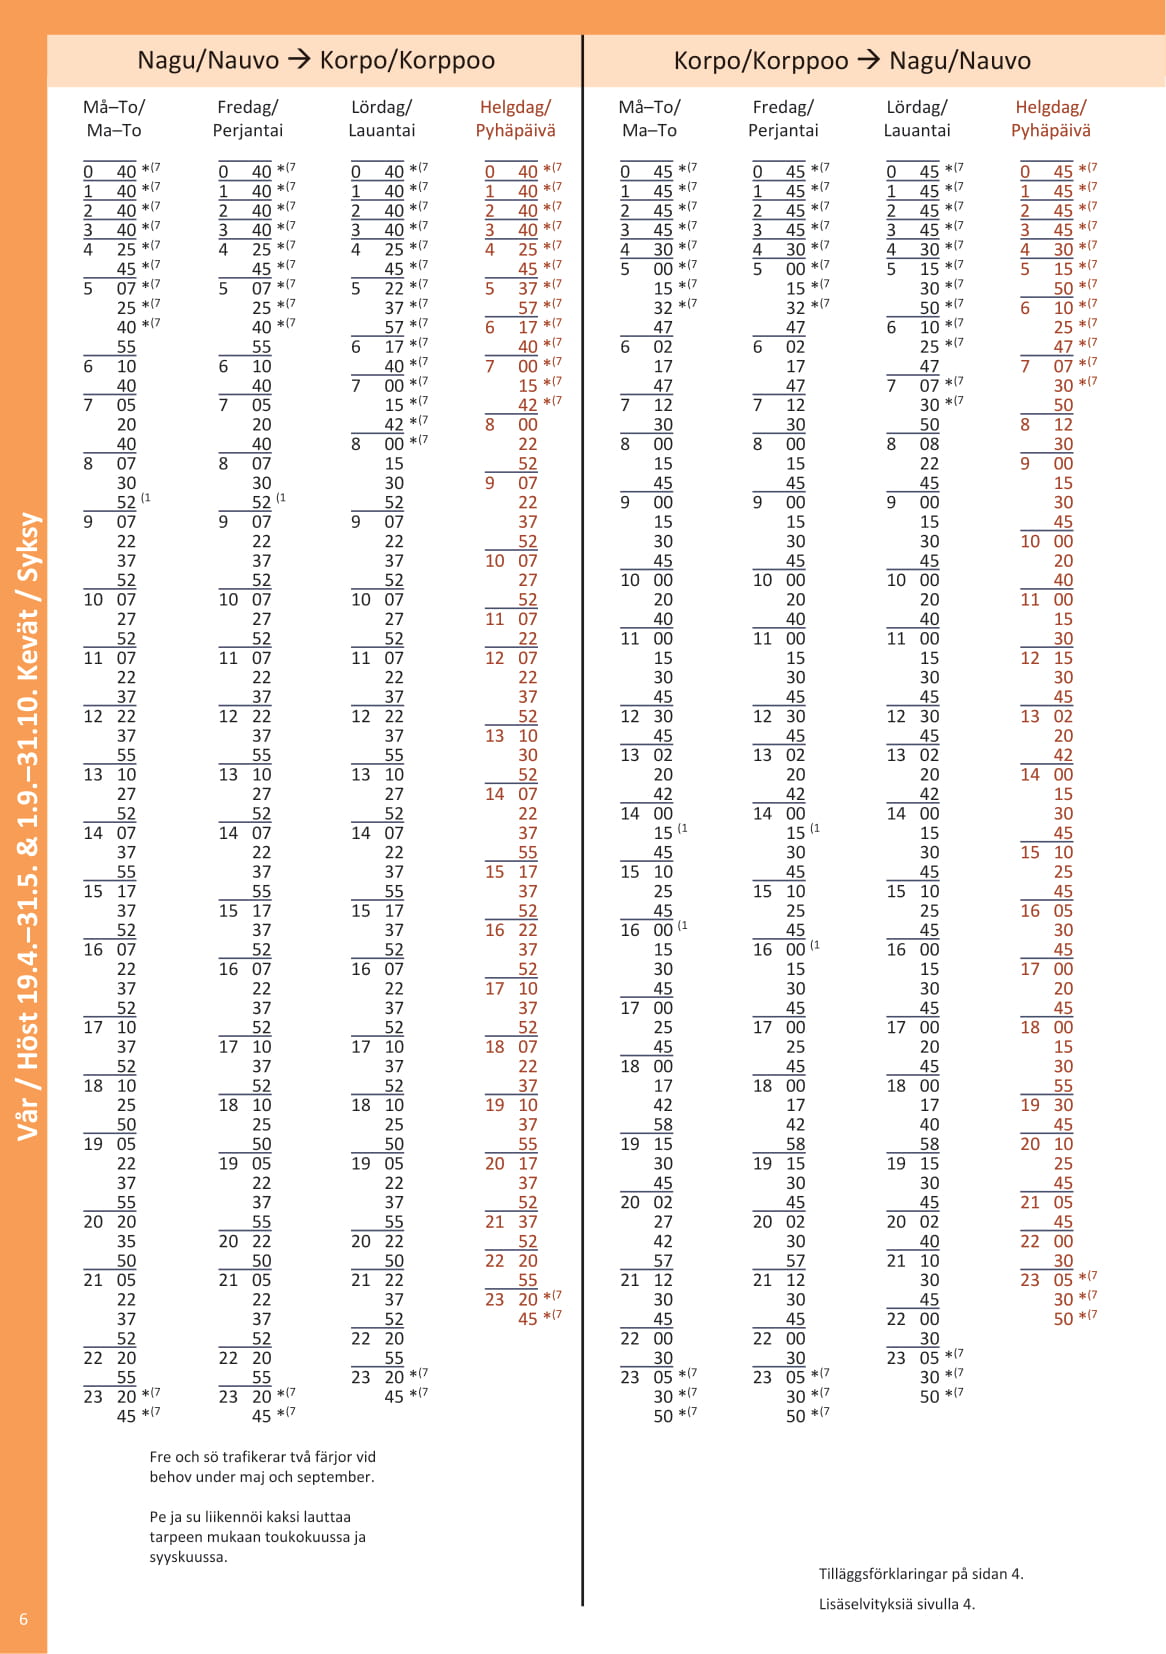 Nagu/Nauvo → Korpo/Korppoo
Må–To/ Fredag/ Lördag/ Helgdag/
Ma–To Perjantai Lauantai Pyhäpäivä
0 40 *(7 0 40 *(7 0 40 *(7 0 40 *(7
1 40 *(7 1 40 *(7 1 40 *(7 1 40 *(7
2 40 *(7 2 40 *(7 2 40 *(7 2 40 *(7
3 40 *(7 3 40 *(7 3 40 *(7 3 40 *(7
4 25 *(7 4 25 *(7 4 25 *(7 4 25 *(7
45 *(7 45 *(7 45 *(7 45 *(7
5 07 *(7 5 07 *(7 5 22 *(7 5 37 *(7
25 *(7 25 *(7 37 *(7 57 *(7
40 *(7 40 *(7 57 *(7 6 17 *(7
55 55 6 17 *(7 40 *(7
6 10 6 10 40 *(7 7 00 *(7
40 40 7 00 *(7 15 *(7
7 05 7 05 15 *(7 42 *(7
20 20 42 *(7 8 00
40 40 8 00 *(7 22
8 07 8 07 15 52
30 30 30 9 07
52 (1 52 (1 52 22
9 07 9 07 9 07 37
22 22 22 52
37 37 37 10 07
52 52 52 27
10 07 10 07 10 07 52
27 27 27 11 07
52 52 52 22
11 07 11 07 11 07 12 07
22 22 22 22
37 37 37 37
12 22 12 22 12 22 52
37 37 37 13 10
55 55 55 30
13 10 13 10 13 10 52
27 27 27 14 07
52 52 52 22
14 07 14 07 14 07 37
37 22 22 55
55 37 37 15 17
15 17 55 55 37
37 15 17 15 17 52
52 37 37 16 22
16 07 52 52 37
22 16 07 16 07 52
37 22 22 17 10
52 37 37 37
17 10 52 52 52
37 17 10 17 10 18 07
52 37 37 22
18 10 52 52 37
25 18 10 18 10 19 10
50 25 25 37
19 05 50 50 55
22 19 05 19 05 20 17
37 22 22 37
55 37 37 52
20 20 55 55 21 37
35 20 22 20 22 52
50 50 50 22 20
21 05 21 05 21 22 55
22 22 37 23 20 *(7
37 37 52 45 *(7
52 52 22 20
22 20 22 20 55
55 55 23 20 *(7
23 20 *(7 23 20 *(7 45 *(7
45 *(7 45 *(7
Fre och sö trafikerar två färjor vid
behov under maj och september.
Pe ja su liikennöi kaksi lauttaa
tarpeen mukaan toukokuussa ja
syyskuussa.
Korpo/Korppoo → Nagu/Nauvo
Må–To/ Fredag/ Lördag/ Helgdag/
Ma–To Perjantai Lauantai Pyhäpäivä
0 45 *(7 0 45 *(7 0 45 *(7 0 45 *(7
1 45 *(7 1 45 *(7 1 45 *(7 1 45 *(7
2 45 *(7 2 45 *(7 2 45 *(7 2 45 *(7
3 45 *(7 3 45 *(7 3 45 *(7 3 45 *(7
4 30 *(7 4 30 *(7 4 30 *(7 4 30 *(7
5 00 *(7 5 00 *(7 5 15 *(7 5 15 *(7
15 *(7 15 *(7 30 *(7 50 *(7
32 *(7 32 *(7 50 *(7 6 10 *(7
47 47 6 10 *(7 25 *(7
6 02 6 02 25 *(7 47 *(7
17 17 47 7 07 *(7
47 47 7 07 *(7 30 *(7
7 12 7 12 30 *(7 50
30 30 50 8 12
8 00 8 00 8 08 30
15 15 22 9 00
45 45 45 15
9 00 9 00 9 00 30
15 15 15 45
30 30 30 10 00
45 45 45 20
10 00 10 00 10 00 40
20 20 20 11 00
40 40 40 15
11 00 11 00 11 00 30
15 15 15 12 15
30 30 30 30
45 45 45 45
12 30 12 30 12 30 13 02
45 45 45 20
13 02 13 02 13 02 42
20 20 20 14 00
42 42 42 15
14 00 14 00 14 00 30
15 (1 15 (1 15 45
45 30 30 15 10
15 10 45 45 25
25 15 10 15 10 45
45 25 25 16 05
16 00 (1 45 45 30
15 16 00 (1 16 00 45
30 15 15 17 00
45 30 30 20
17 00 45 45 45
25 17 00 17 00 18 00
45 25 20 15
18 00 45 45 30
17 18 00 18 00 55
42 17 17 19 30
58 42 40 45
19 15 58 58 20 10
30 19 15 19 15 25
45 30 30 45
20 02 45 45 21 05
27 20 02 20 02 45
42 30 40 22 00
57 57 21 10 30
21 12 21 12 30 23 05 *(7
30 30 45 30 *(7
45 45 22 00 50 *(7
22 00 22 00 30
30 30 23 05 *(7
23 05 *(7 23 05 *(7 30 *(7
30 *(7 30 *(7 50 *(7
50 *(7 50 *(7
Tilläggsförklaringar på sidan 4.
Lisäselvityksiä sivulla 4.
Vår / Höst 19.4.–31.5. & 1.9.–31.10. Kevät / Syksy
6